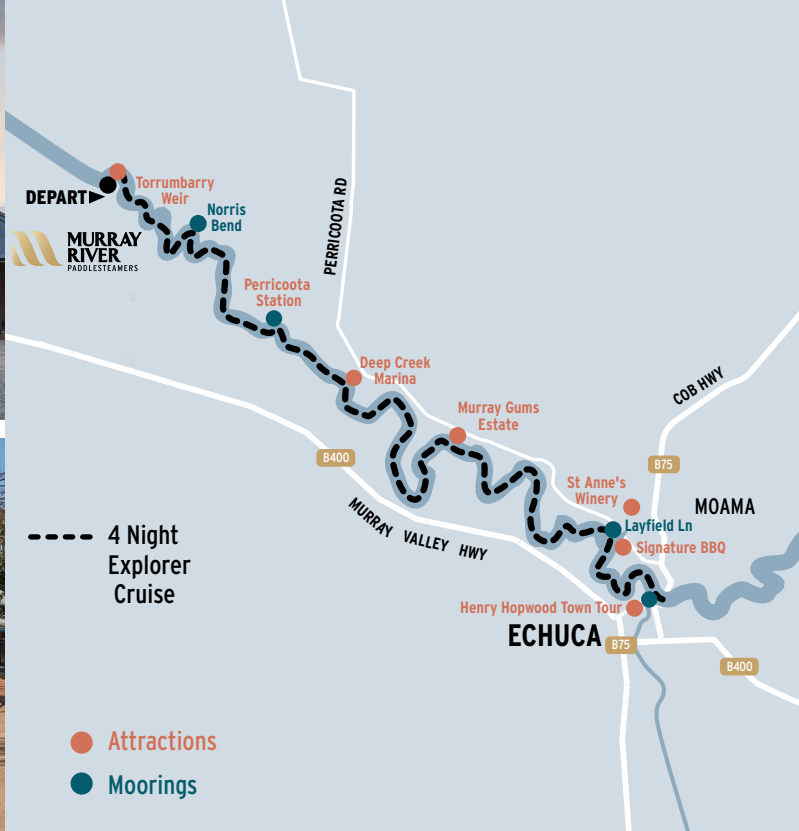 PERRICOOTA RD
Torrumbarry
Weir
DEPART
Norris
Bend
MURRAY
RIVER
PADDLESTEAMERS
Perricoota
Station
Deep Creek
Marina
COB HWY
Murray Gums
Estate
B400
B75
St Anne's
Winery
MOAMA
MURRAY VALLEY HWY
Layfield Ln
4 Night
Explorer
Cruise
Signature BBQ
Henry Hopwood Town Tour
ECHUCA
B75
B400
Attractions
Moorings